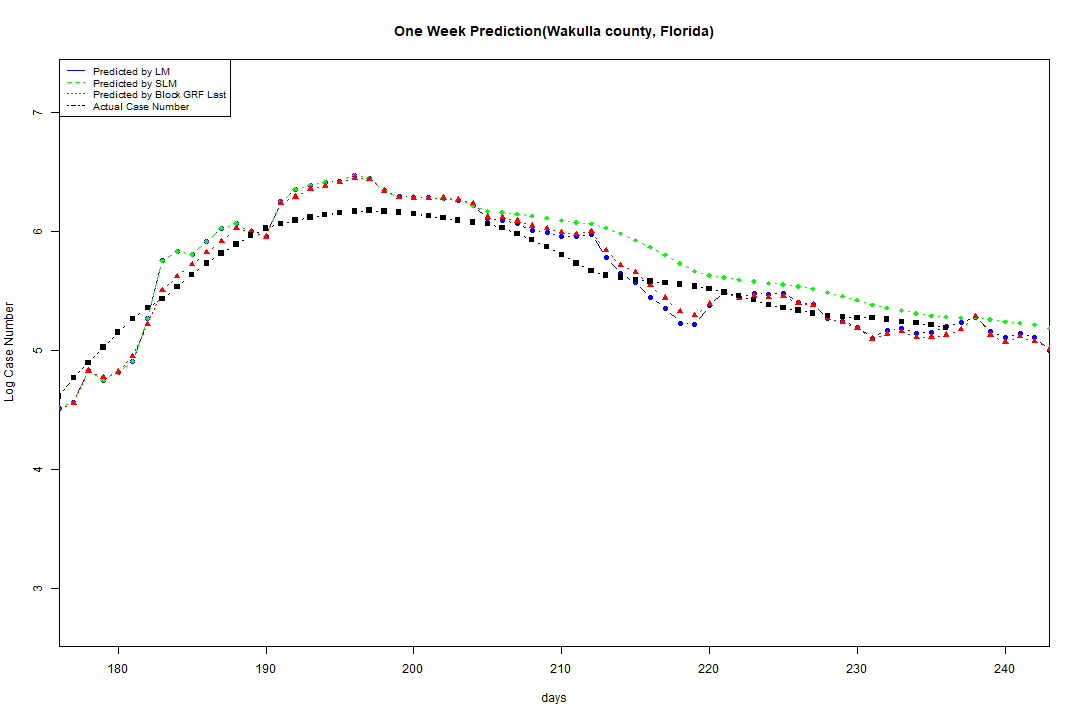 One Week Prediction(Wakulla county, Florida)
Predicted by LM
Predicted by SLM
Predicted by Block GRF Last
Actual Case Number
7
6
5
4
3
Log Case Number
180 190 200 210 220 230 240
days